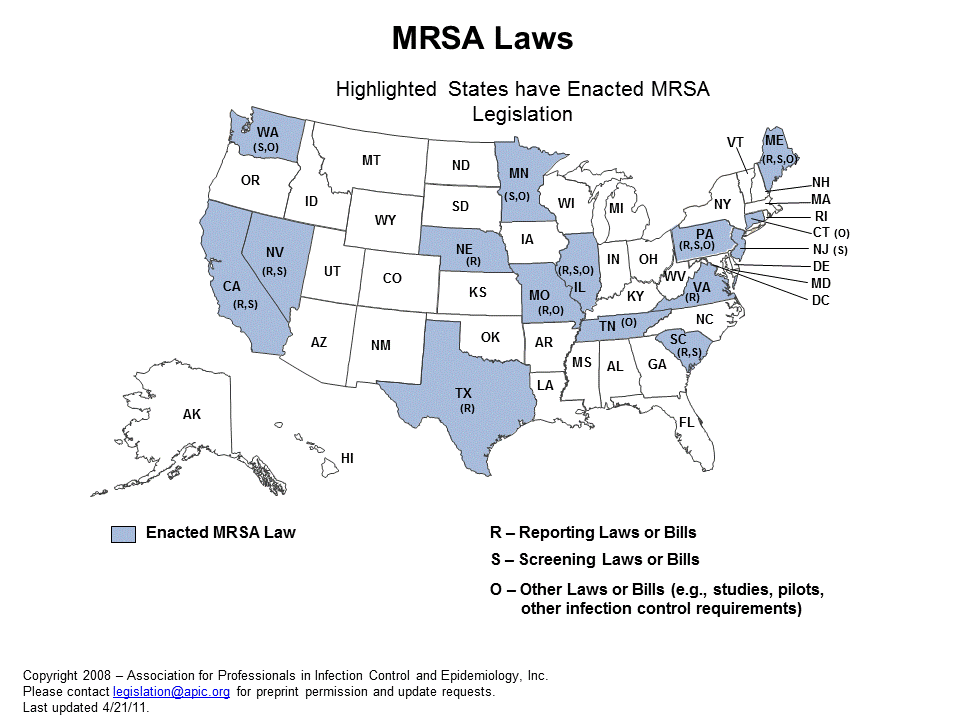 MRSA Laws
Highlighted States have Enacted MRSA
Legislation
WA
(S,O)
MT
ND
MN
(S,O)
VT
ME
(R,S,O)
OR
ID
WY
SD
WI
MI
NY
NH
MA
RI
CT (O)
NJ (S)
DE
MD
DC
NV
(R,S)
CA
(R,S)
UT
CO
NE
(R)
IA
(R,S,O)
IL
IN
OH
PA
(R,S,O)
WV
VA
(R)
KS
MO
(R,O)
KY
NC
TN (O)
SC
(R,S)
AZ
NM
OK
AR
MS
AL
GA
TX
(R)
LA
FL
AK
HI
Enacted MRSA Law
R – Reporting Laws or Bills
S – Screening Laws or Bills
O – Other Laws or Bills (e.g., studies, pilots,
other infection control requirements)
Copyright 2008 – Association for Professionals in Infection Control and Epidemiology, Inc.
Please contact legislation@apic.org for preprint permission and update requests.
Last updated 4/21/11.